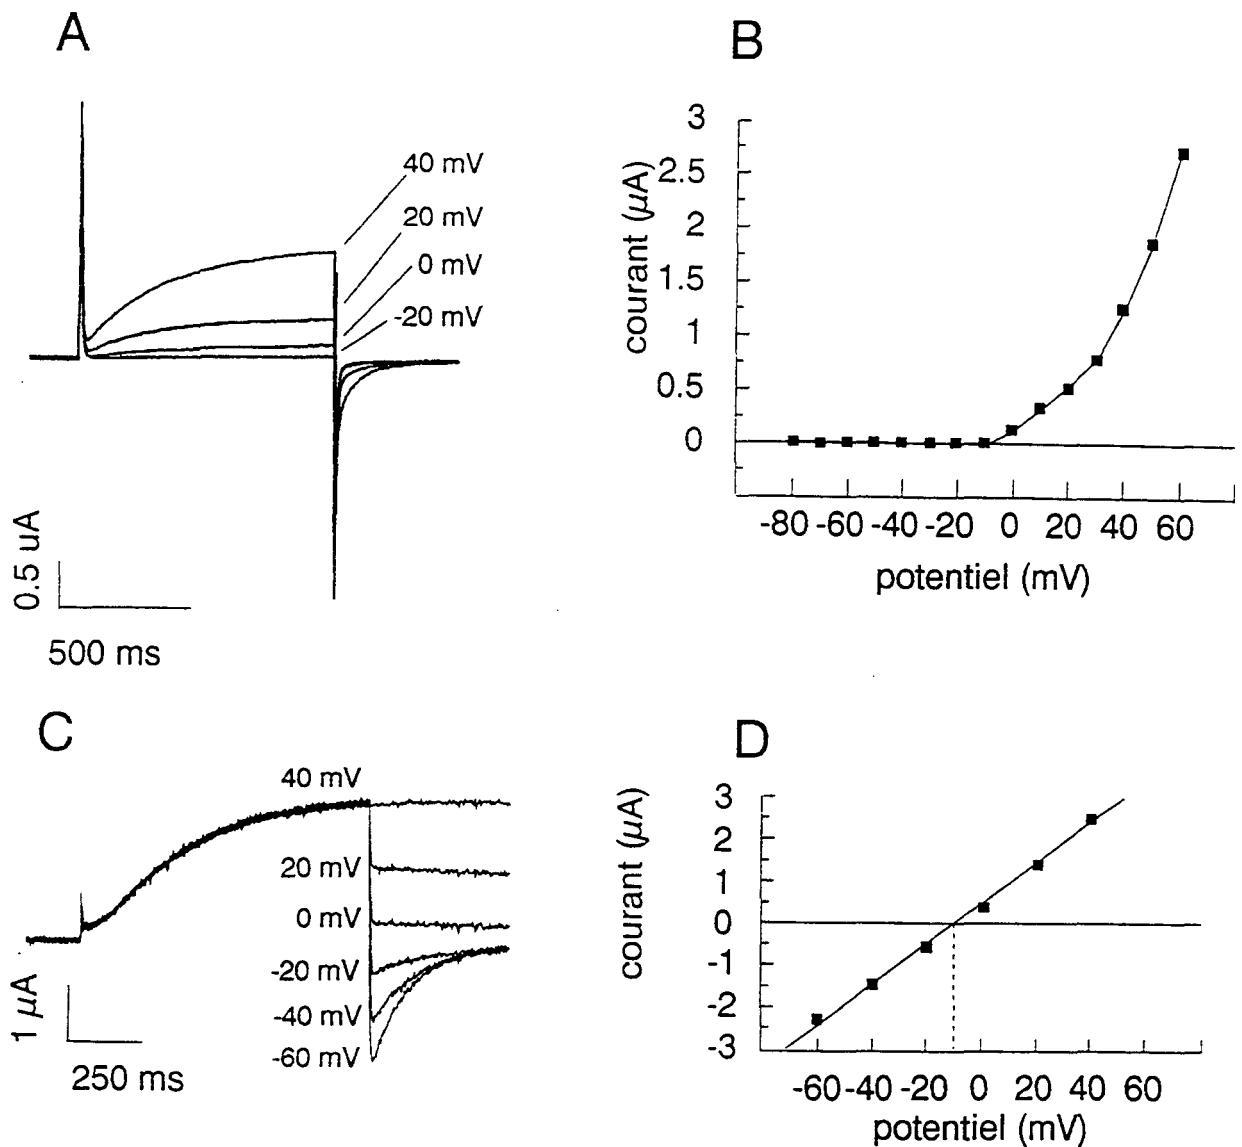 A
40 mV
20 mV
0 mV
-20 mV
0.5 uA
500 ms
B
3
2.5
2
1.5
1
0.5
0
courant (µA)
-80 -60 -40 -20 0 20 40 60
potentiel (mV)
C
40 mV
20 mV
0 mV
-20 mV
-40 mV
-60 mV
1 µA
250 ms
D
3
2
1
0
-1
-2
-3
courant (µA)
-60 -40 -20 0 20 40 60
potentiel (mV)